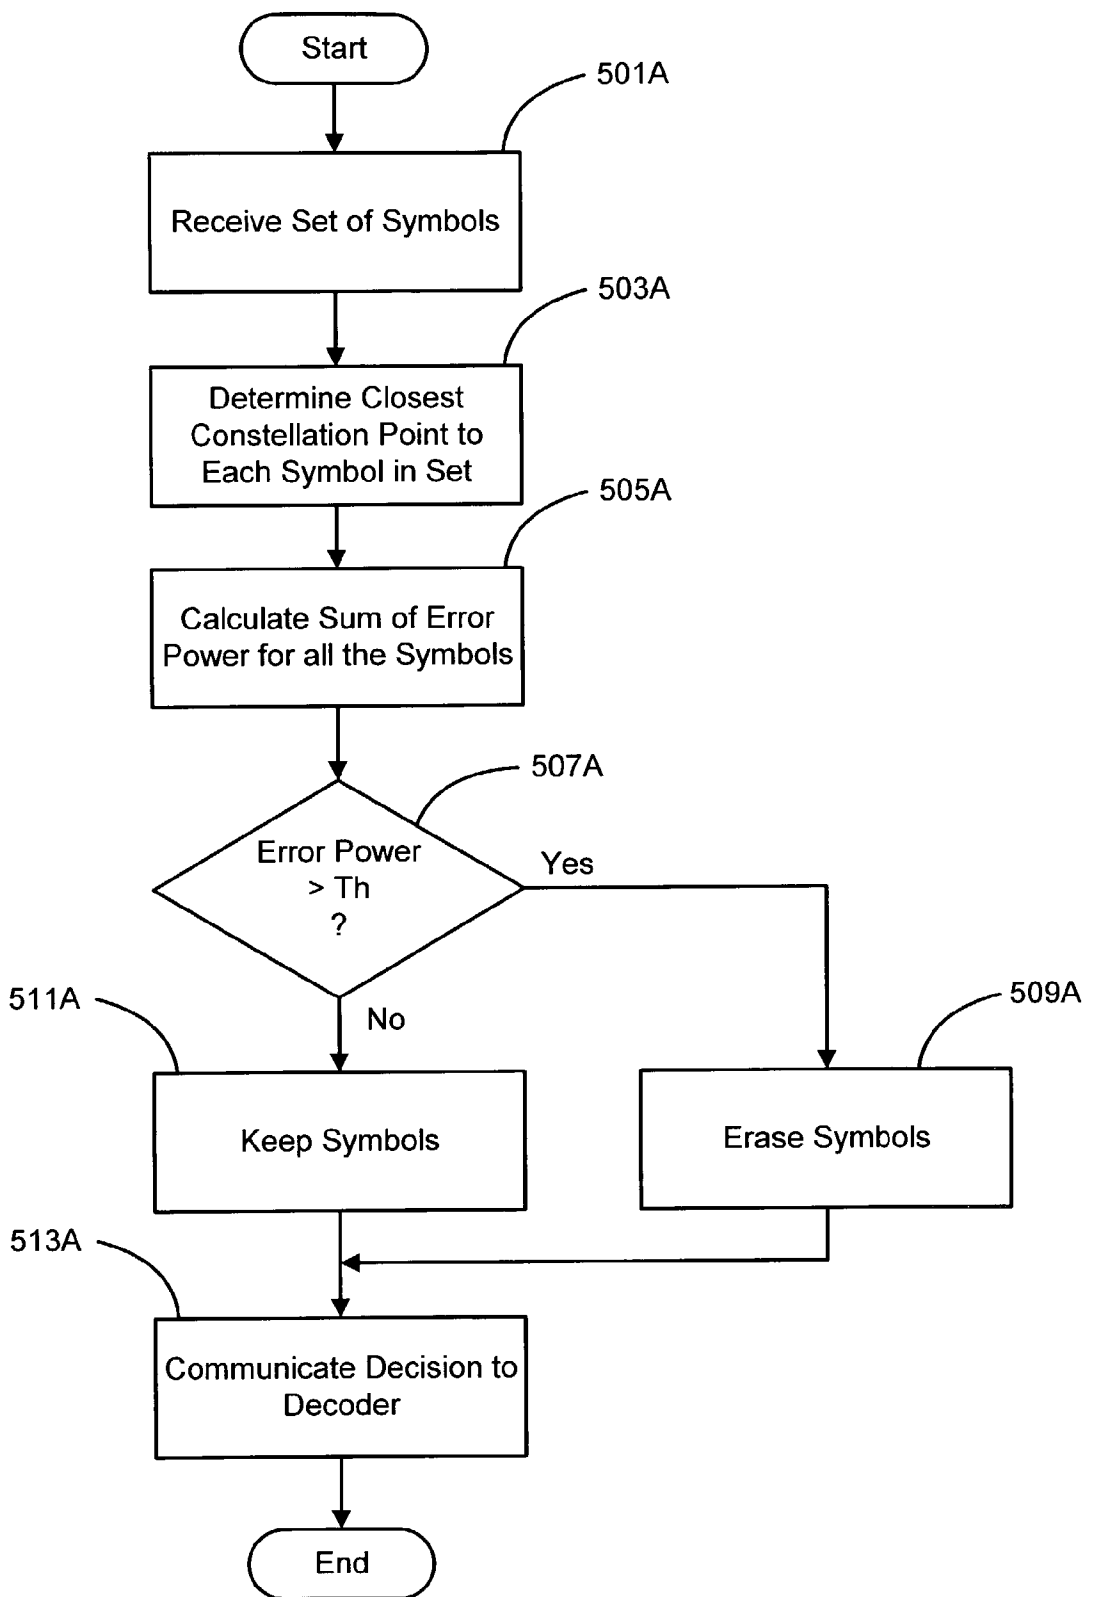 Start
501A
Receive Set of Symbols
503A
Determine Closest
Constellation Point to
Each Symbol in Set
505A
Calculate Sum of Error
Power for all the Symbols
507A
Error Power
> Th
?
Yes
No
511A
Keep Symbols
509A
Erase Symbols
513A
Communicate Decision to
Decoder
End